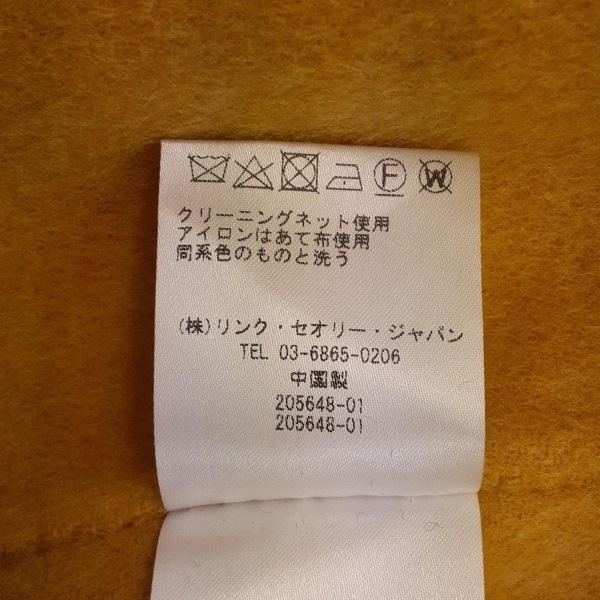 F W
クリーニングネット使用
アイロンはあて布使用
同系色のものと洗う
(株)リンク・セオリー・ジャパン
TEL 03-6865-0206
中國製
205648-01
205648-01